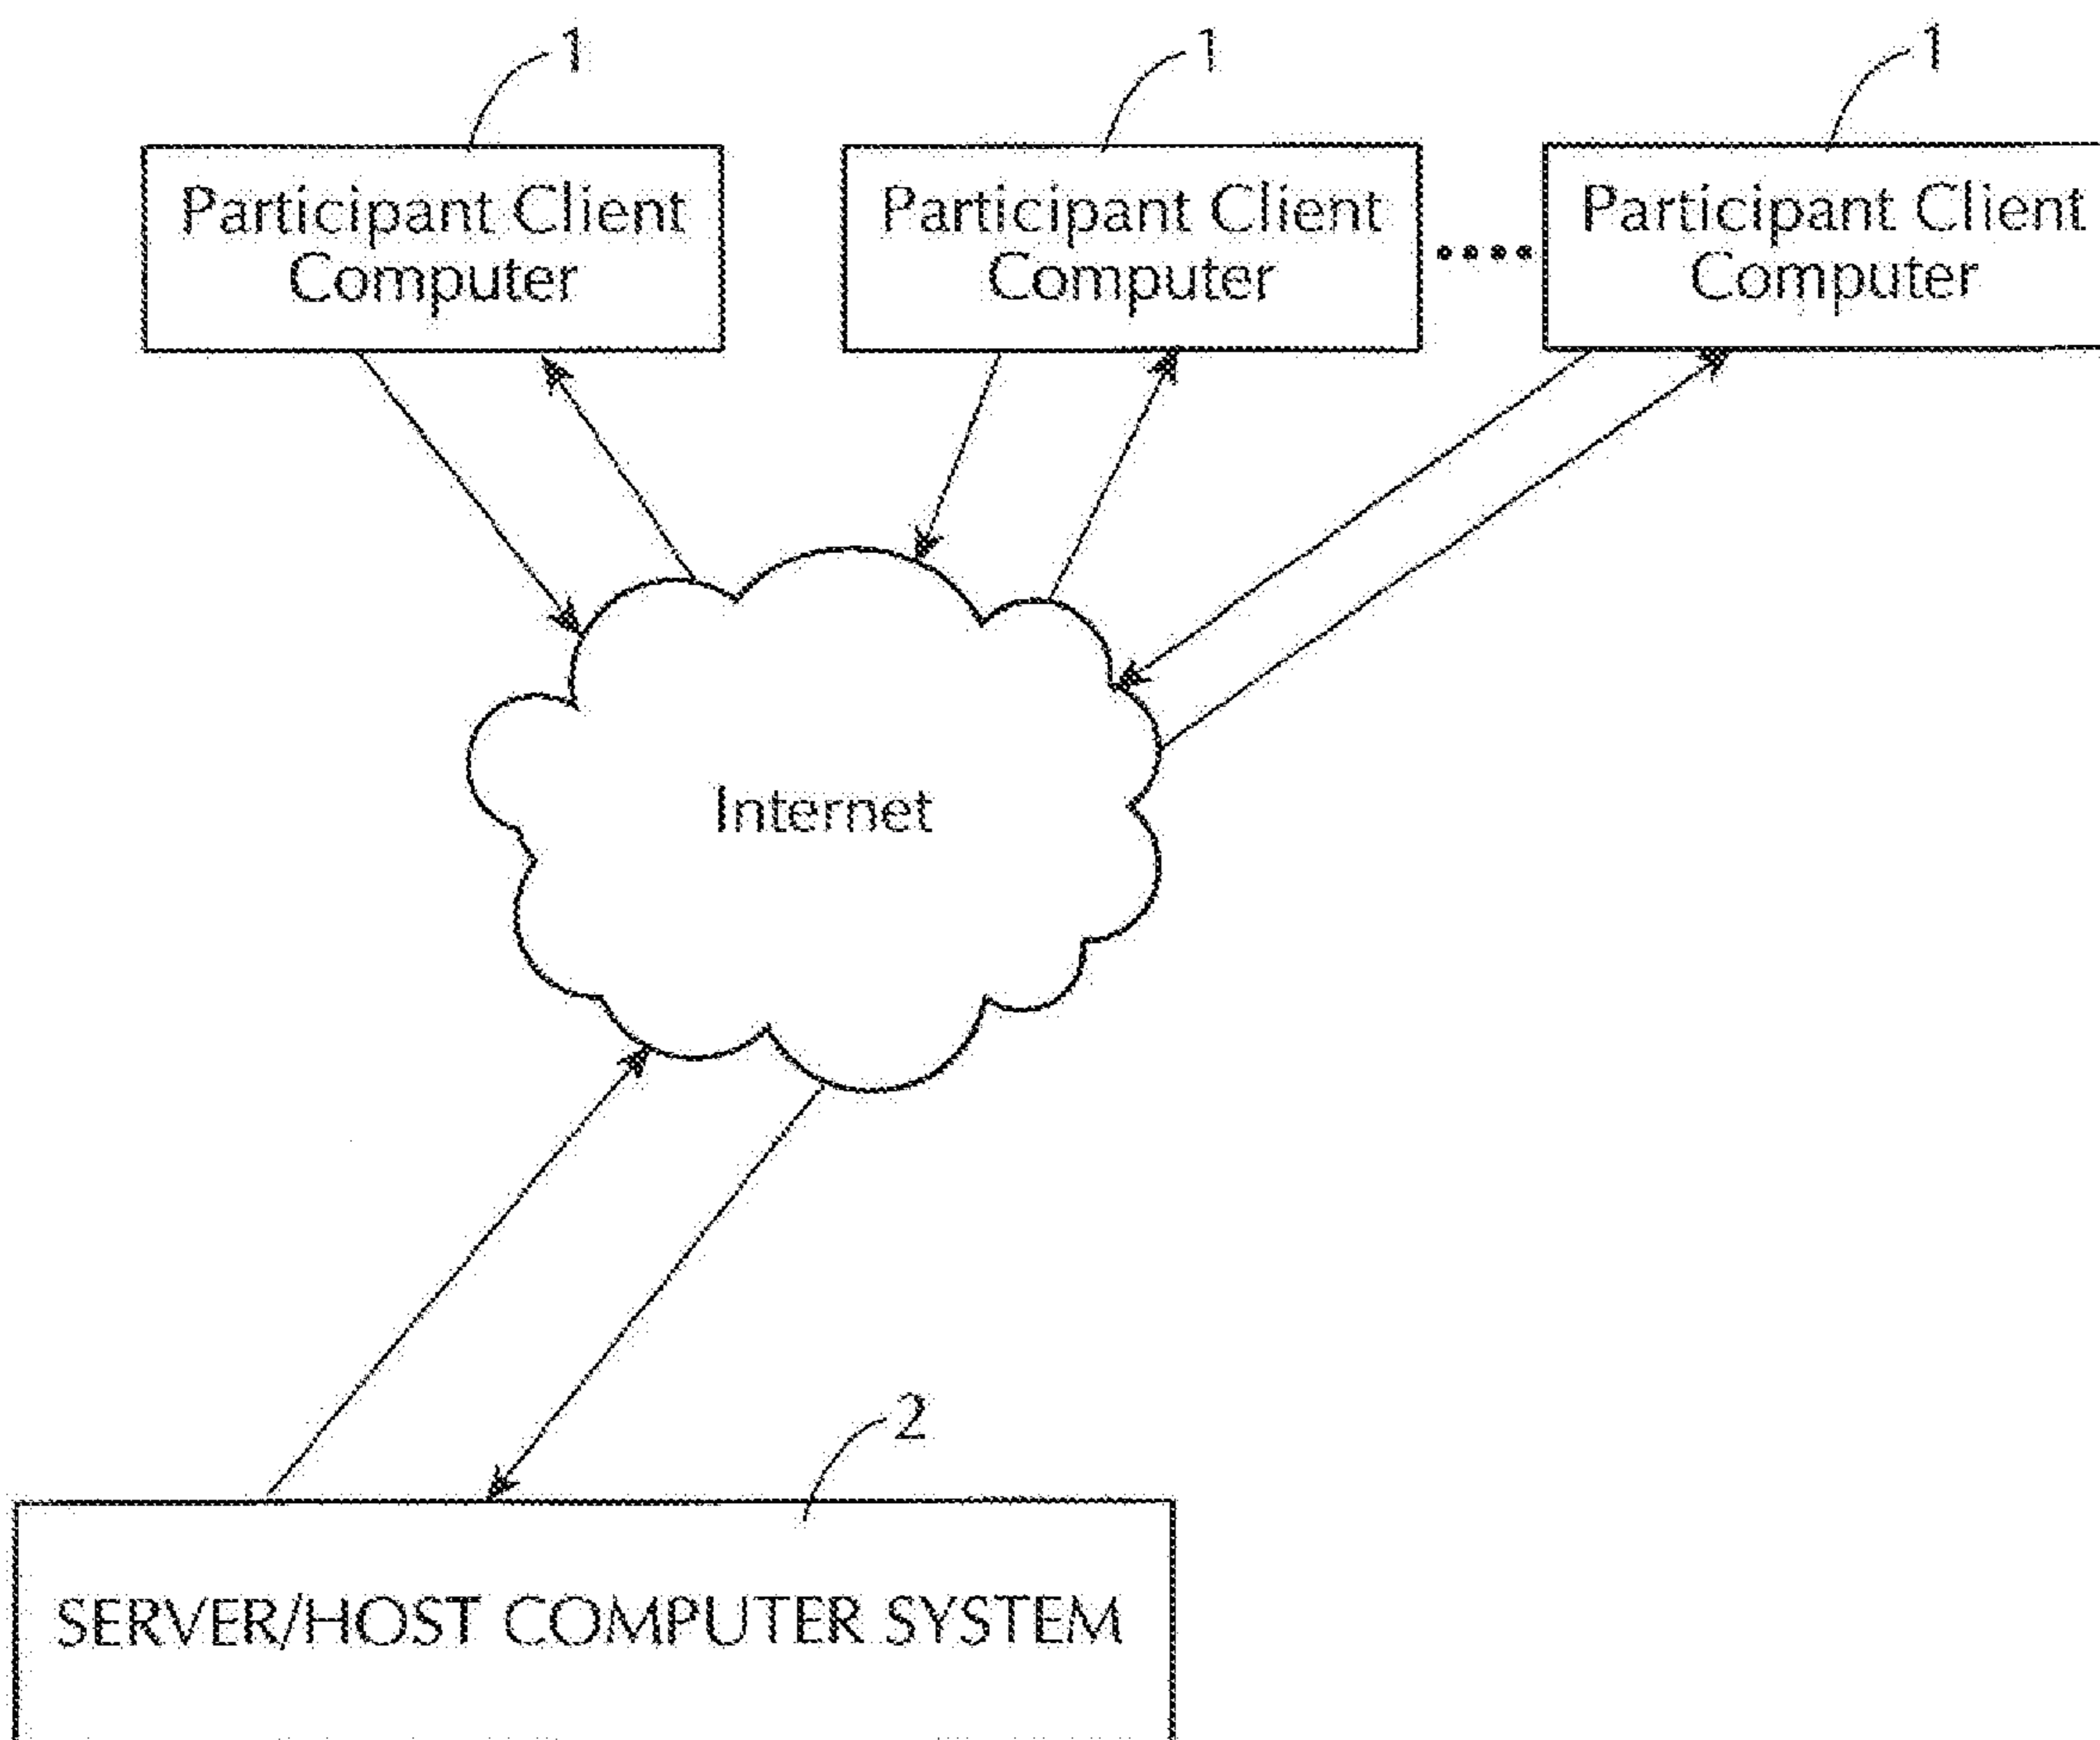 1
1
1
Participant Client
Computer
Participant Client
Computer
Participant Client
Computer
Internet
2
SERVER/HOST COMPUTER SYSTEM